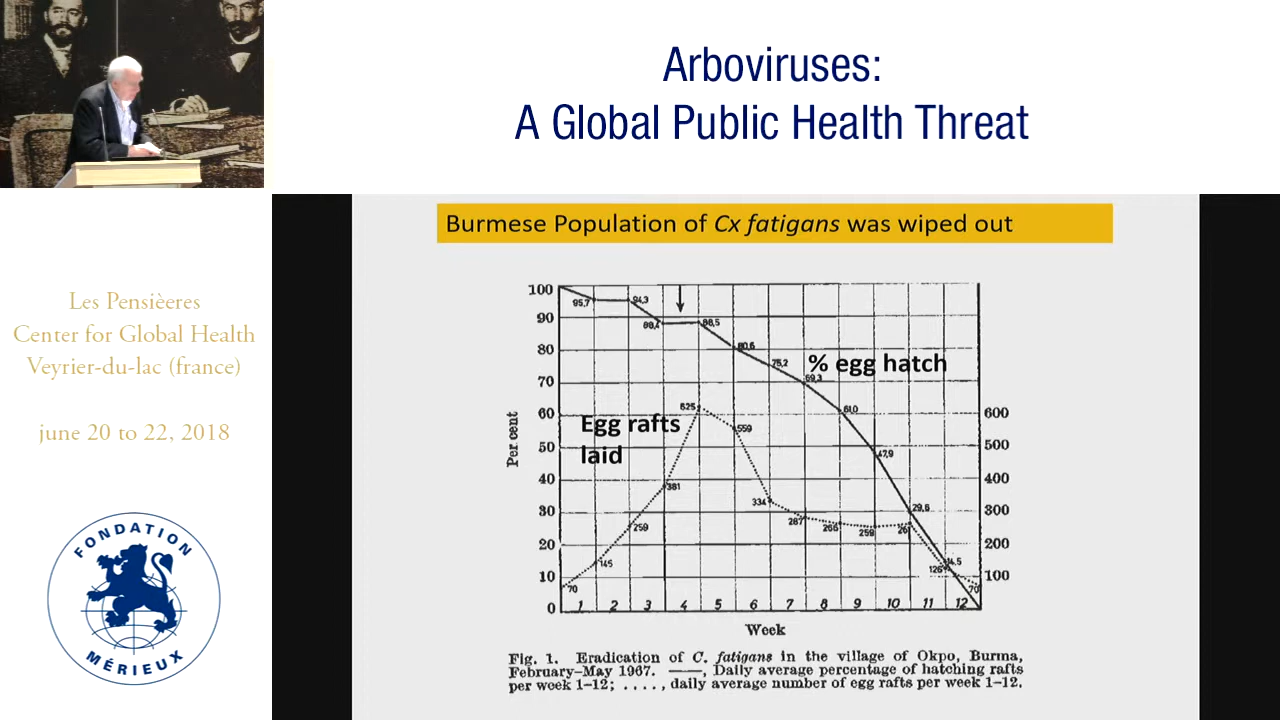 Arboviruses:
A Global Public Health Threat
Les Pensièeres
Center for Global Health
Veyrier-du-lac (france)
june 20 to 22, 2018
FONDATION
MÉRIEUX
Burmese Population of Cx fatigans was wiped out
100
90
80
70
60
50
40
30
20
10
0
Per cent
95,7
94,3
88,4
88,5
80,6
75,2
69,3
61,0
47,9
29,6
14,5
% egg hatch
Egg rafts
laid
70
145
259
381
625
559
334
287
265
259
261
126
70
600
500
400
300
200
100
1 2 3 4 5 6 7 8 9 10 11 12
Week
Fig. 1. Eradication of C. fatigans in the village of Okpo, Burma,
February–May 1967. ——, Daily average percentage of hatching rafts
per week 1–12; . . . . , daily average number of egg rafts per week 1–12.